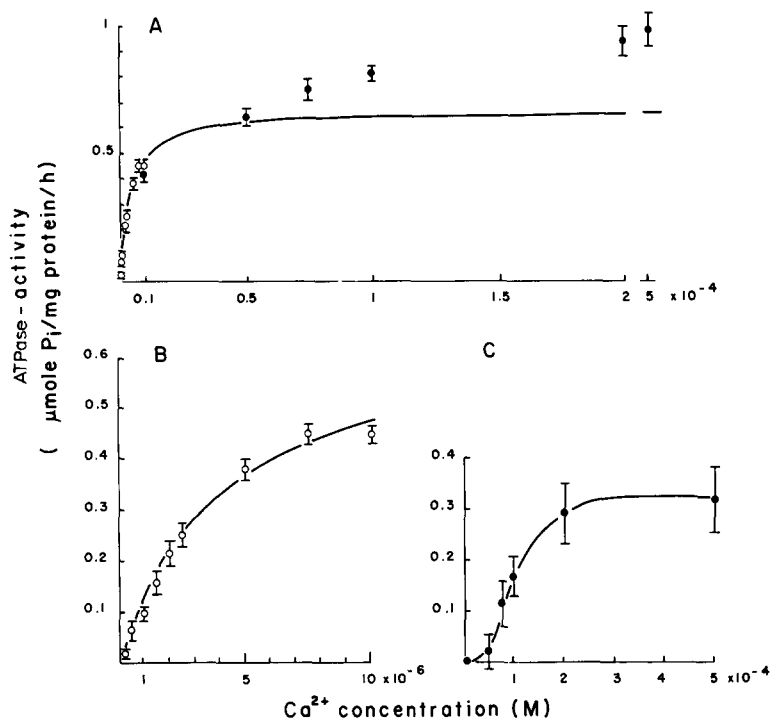 A
1
0.5
0.1
0.5
1
1.5
2
5
x10⁻⁴
ATPase-activity
( μmole Pi/mg protein/h)
B
0.6
0.5
0.4
0.3
0.2
0.1
1
5
10 x10⁻⁶
C
0.4
0.3
0.2
0.1
1
2
3
4
5 x10⁻⁴
Ca²⁺ concentration (M)